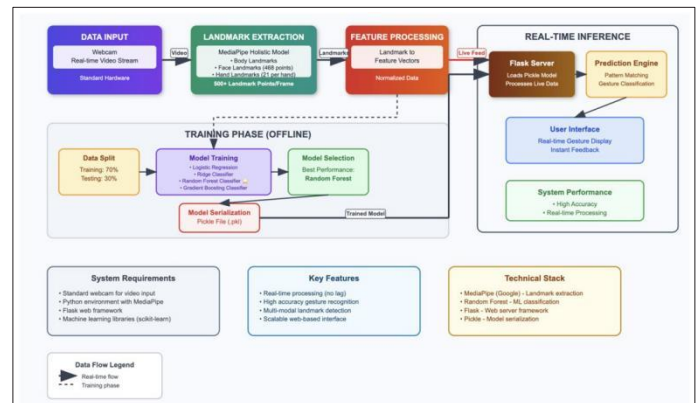 DATA INPUT
Webcam
Real-time Video Stream
Standard Hardware
Video
LANDMARK EXTRACTION
MediaPipe Holistic Model
• Body Landmarks
• Face Landmarks (468 points)
• Hand Landmarks (21 per hand)
500+ Landmark Points/Frame
Landmarks
FEATURE PROCESSING
Landmark to
Feature Vectors
Normalized Data
Live Feed
REAL-TIME INFERENCE
Flask Server
Loads Pickle Model
Processes Live Data
Prediction Engine
Pattern Matching
Gesture Classification
User Interface
Real-time Gesture Display
Instant Feedback
System Performance
• High Accuracy
• Real-time Processing
TRAINING PHASE (OFFLINE)
Data Split
Training: 70%
Testing: 30%
Model Training
• Logistic Regression
• Ridge Classifier
• Random Forest Classifier
• Gradient Boosting Classifier
Model Selection
Best Performance:
Random Forest
Model Serialization
Pickle File (.pkl)
Trained Model
System Requirements
• Standard webcam for video input
• Python environment with MediaPipe
• Flask web framework
• Machine learning libraries (scikit-learn)
Key Features
• Real-time processing (no lag)
• High accuracy gesture recognition
• Multi-modal landmark detection
• Scalable web-based interface
Technical Stack
• MediaPipe (Google) - Landmark extraction
• Random Forest - ML classification
• Flask - Web server framework
• Pickle - Model serialization
Data Flow Legend
Real-time flow
Training phase